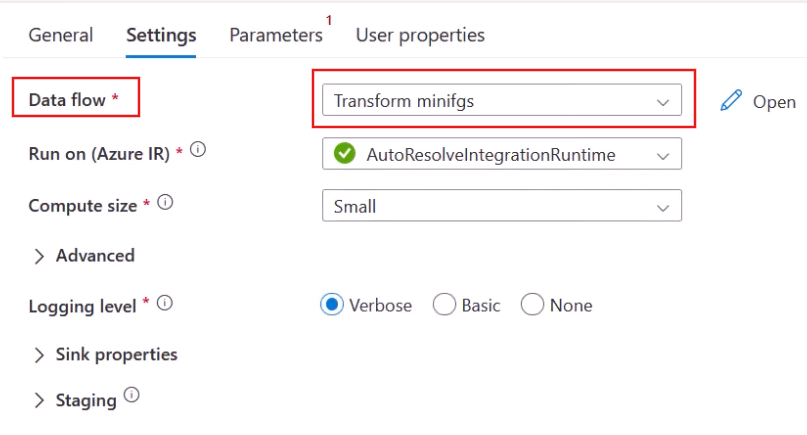 General Settings Parameters 1 User properties
Data flow * Transform minifgs Open
Run on (Azure IR) * AutoResolveIntegrationRuntime
Compute size * Small
Advanced
Logging level * Verbose Basic None
Sink properties
Staging